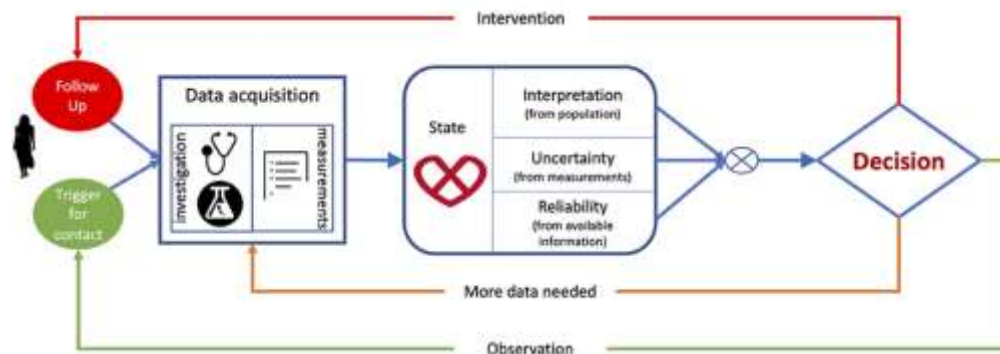 Intervention
Follow
Up
Data acquisition
investigation
measurements
State
Interpretation
(from population)
Uncertainty
(from measurements)
Reliability
(from available
information)
Decision
Trigger
for
contact
More data needed
Observation